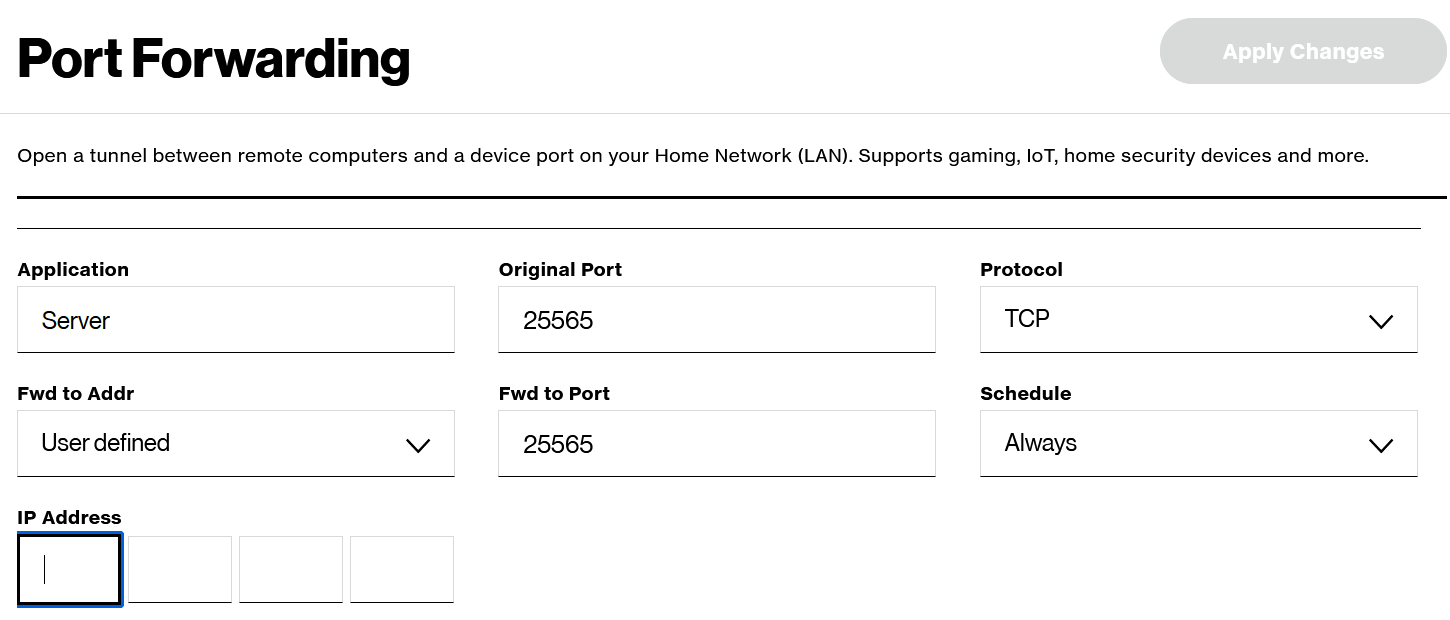 Port Forwarding
Apply Changes
Open a tunnel between remote computers and a device port on your Home Network (LAN). Supports gaming, IoT, home security devices and more.
Application
Original Port
Protocol
Server
25565
TCP
Fwd to Addr
Fwd to Port
Schedule
User defined
25565
Always
IP Address